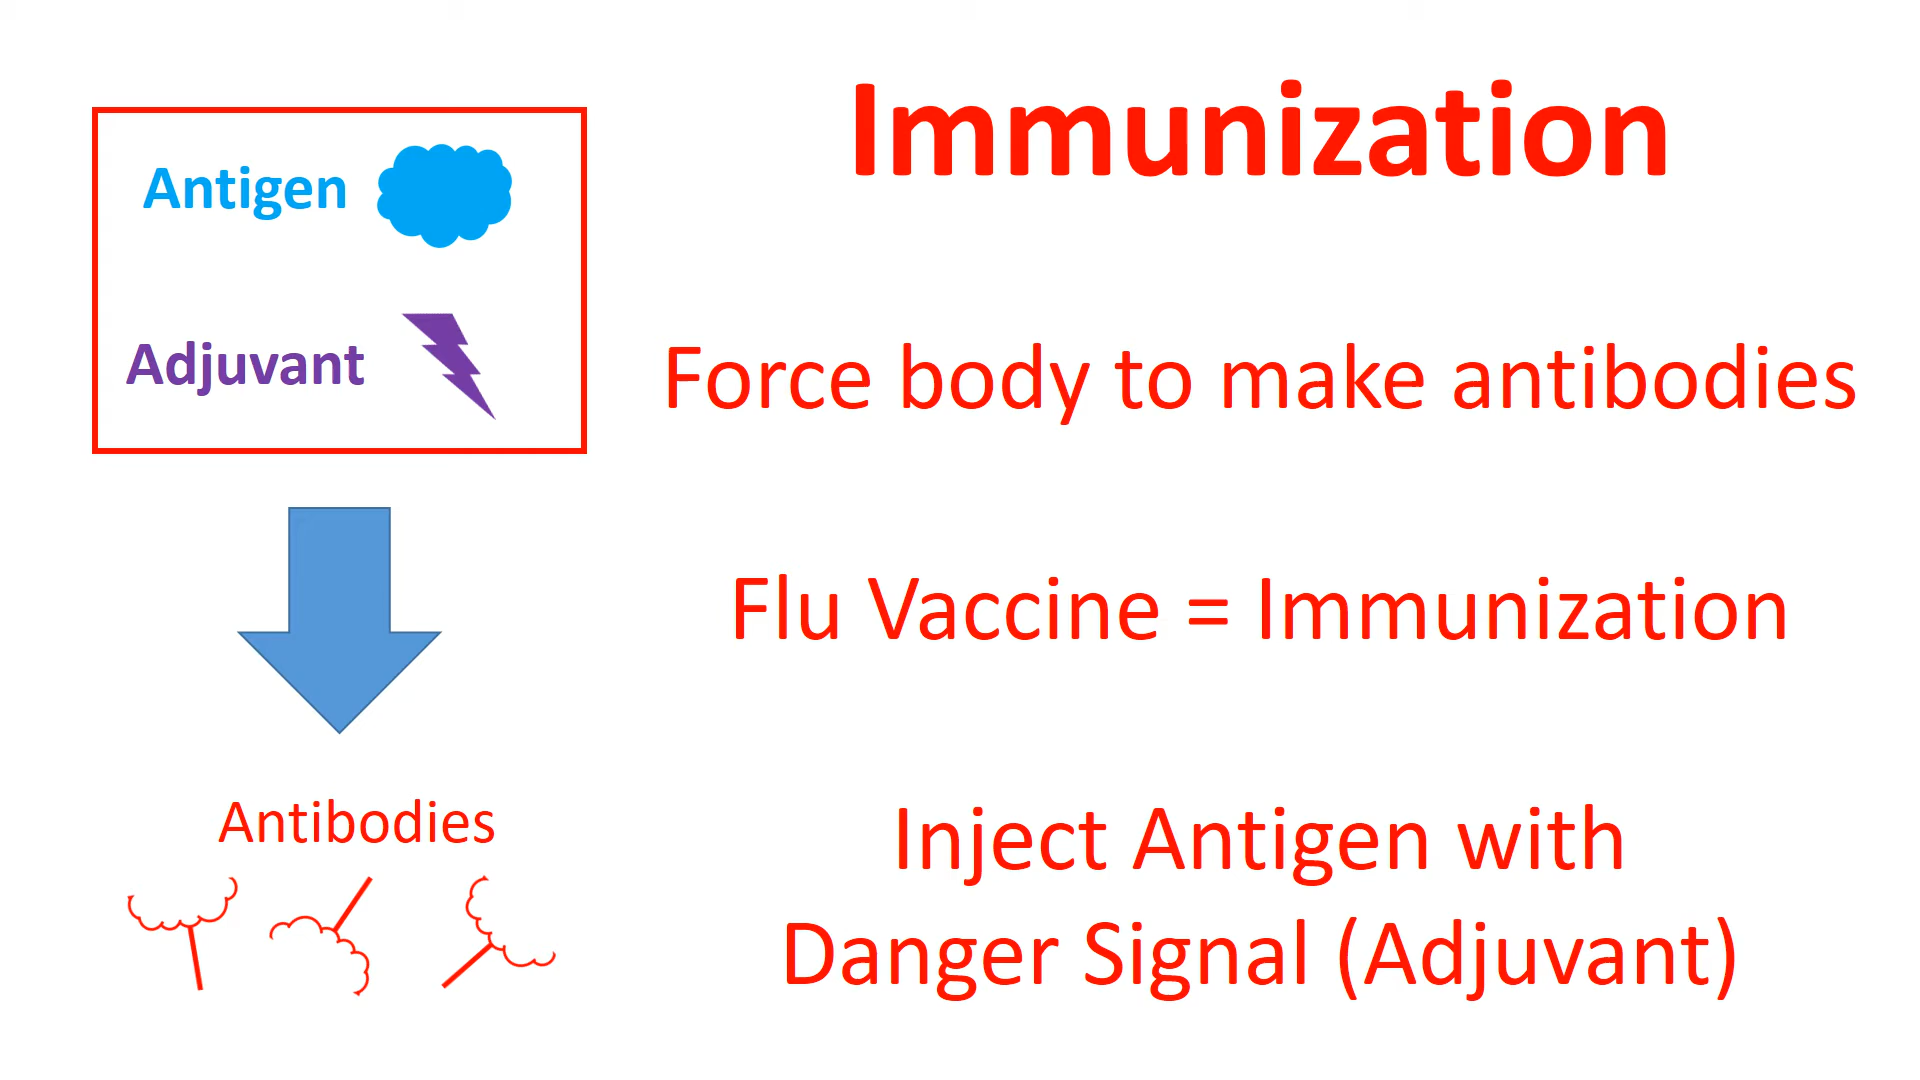 Immunization
Antigen
Adjuvant
Force body to make antibodies
Flu Vaccine = Immunization
Antibodies
Inject Antigen with
Danger Signal (Adjuvant)